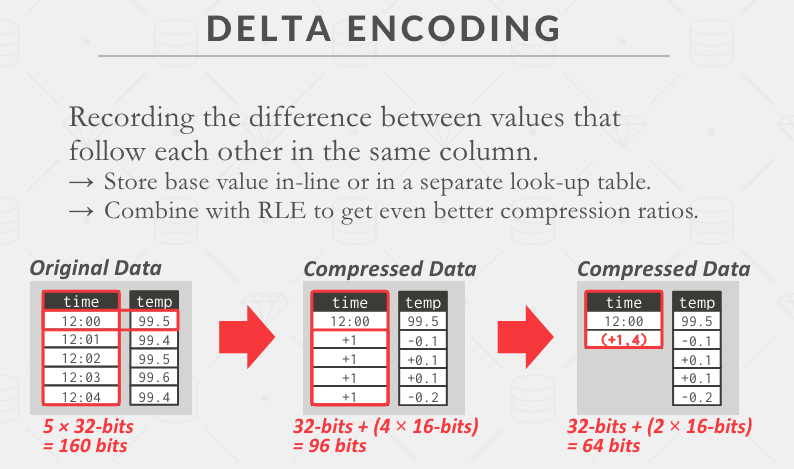 DELTA ENCODING
Recording the difference between values that
follow each other in the same column.
→ Store base value in-line or in a separate look-up table.
→ Combine with RLE to get even better compression ratios.
Original Data
time temp
12:00 99.5
12:01 99.4
12:02 99.5
12:03 99.6
12:04 99.4
5 × 32-bits
= 160 bits
Compressed Data
time temp
12:00 99.5
+1 -0.1
+1 +0.1
+1 +0.1
+1 -0.2
32-bits + (4 × 16-bits)
= 96 bits
Compressed Data
time temp
12:00 99.5
(+1,4) -0.1
+0.1
+0.1
-0.2
32-bits + (2 × 16-bits)
= 64 bits